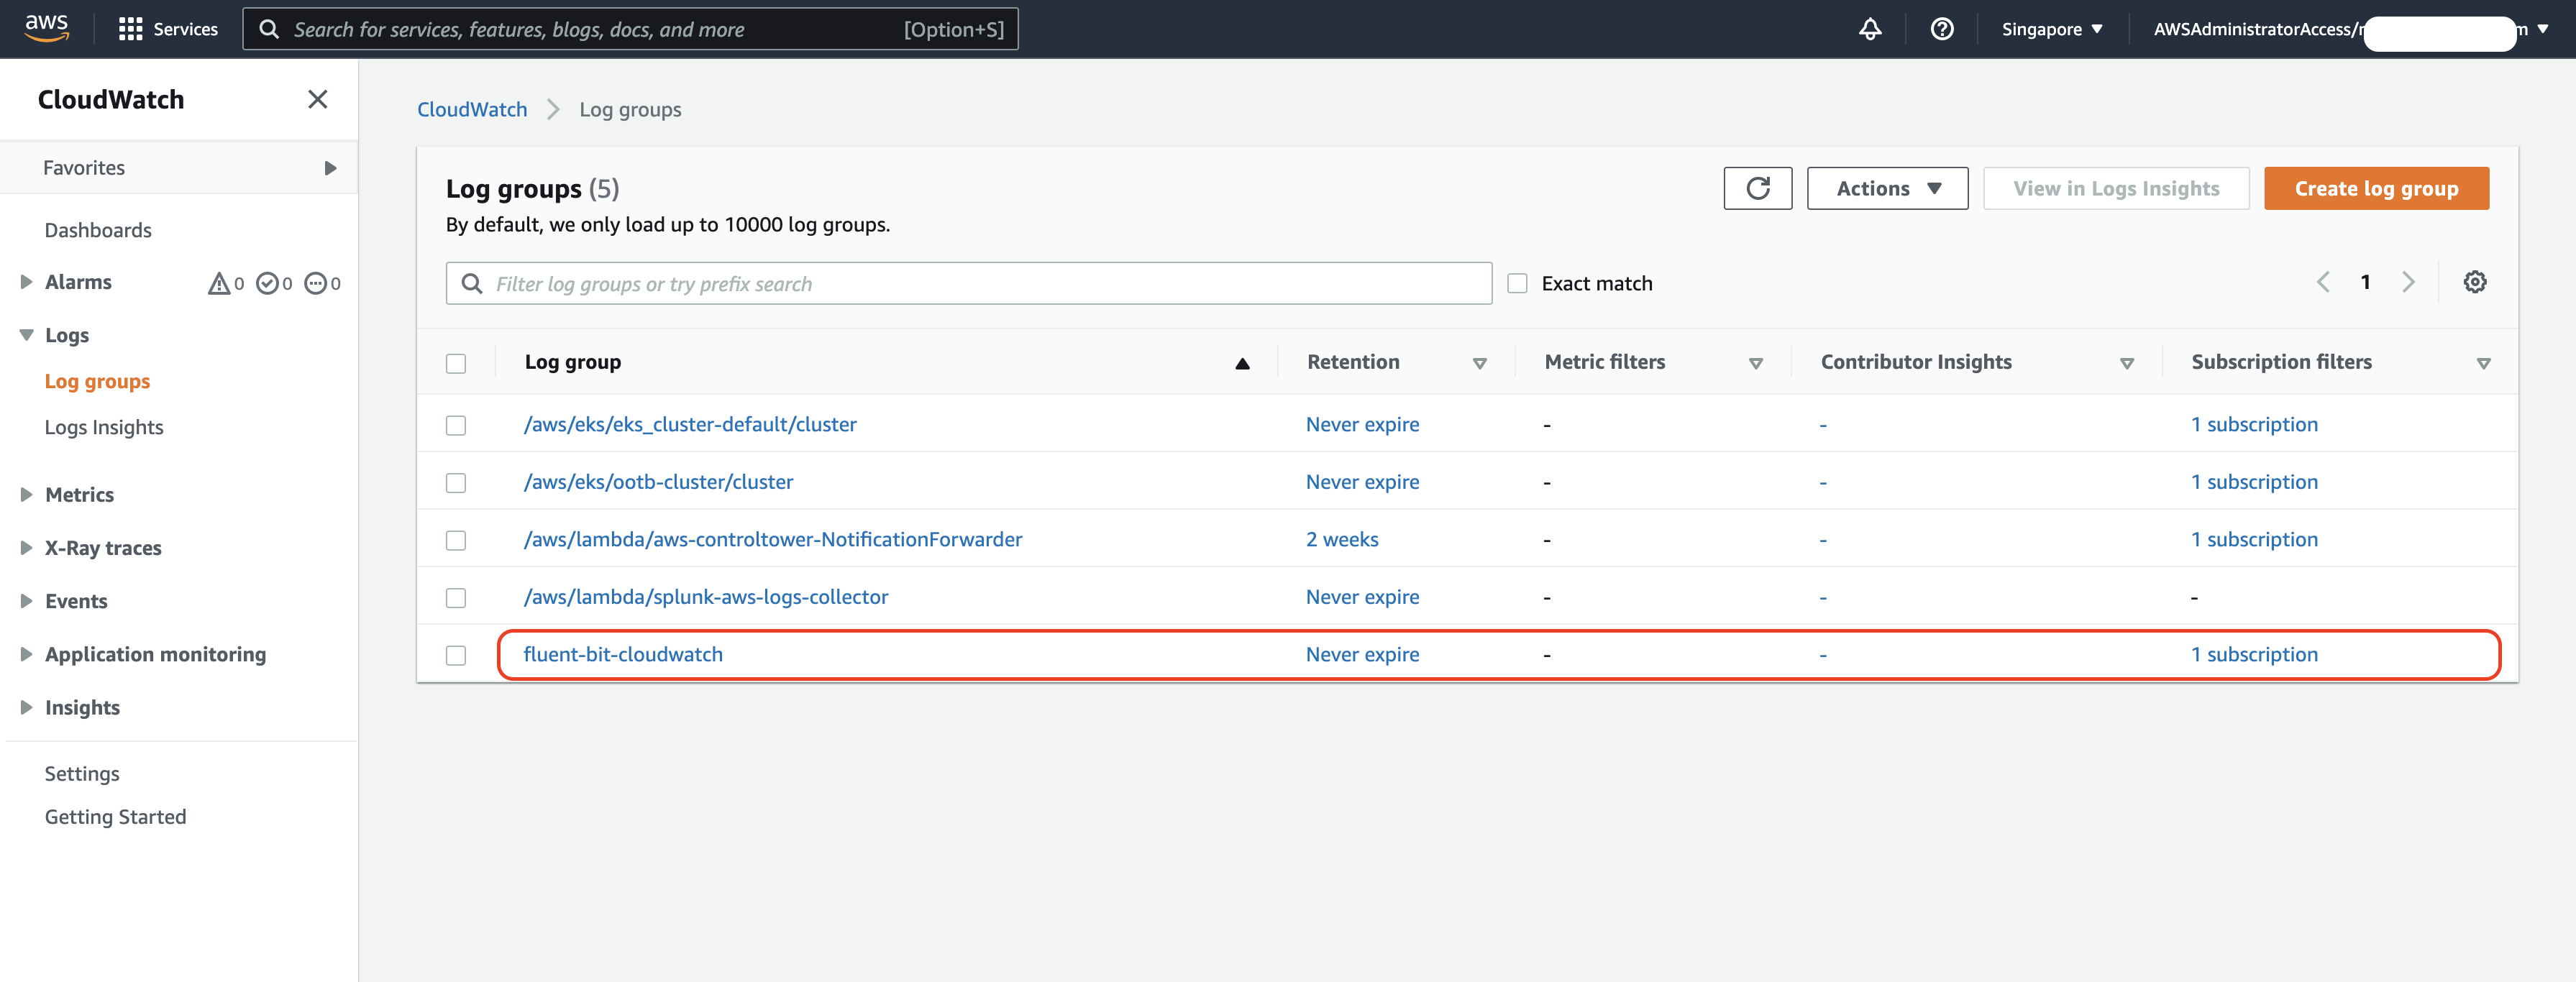 aws Services Search for services, features, blogs, docs, and more [Option+S] Singapore AWSAdministratorAccess/
CloudWatch
Favorites
Dashboards
Alarms 0 0 0
Logs
Log groups
Logs Insights
Metrics
X-Ray traces
Events
Application monitoring
Insights
Settings
Getting Started
CloudWatch Log groups
Log groups (5)
By default, we only load up to 10000 log groups.
Actions View in Logs Insights Create log group
Filter log groups or try prefix search Exact match 1
Log group Retention Metric filters Contributor Insights Subscription filters
/aws/eks/eks_cluster-default/cluster Never expire - - 1 subscription
/aws/eks/ootb-cluster/cluster Never expire - - 1 subscription
/aws/lambda/aws-controltower-NotificationForwarder 2 weeks - - 1 subscription
/aws/lambda/splunk-aws-logs-collector Never expire - - -
fluent-bit-cloudwatch Never expire - - 1 subscription